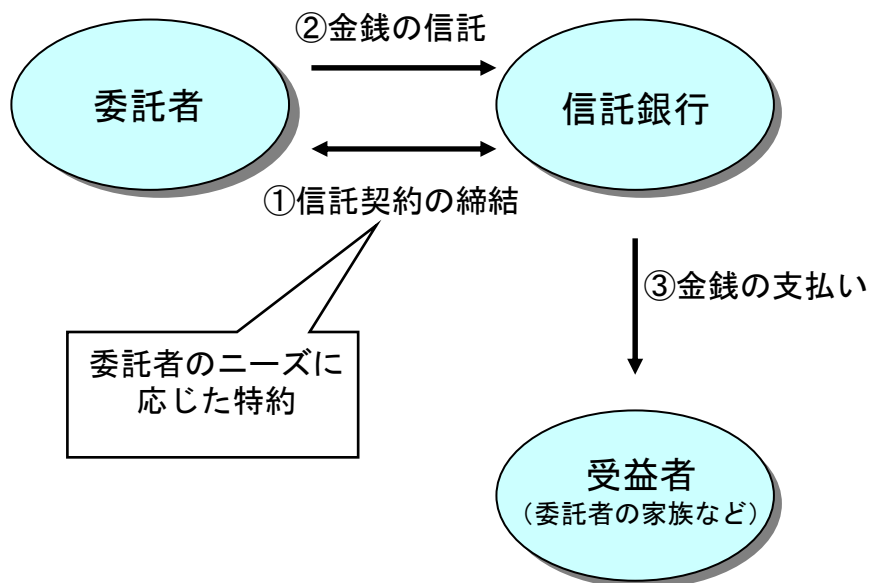 ②金銭の信託
委託者
信託銀行
①信託契約の締結
③金銭の支払い
委託者のニーズに
応じた特約
受益者
（委託者の家族など）